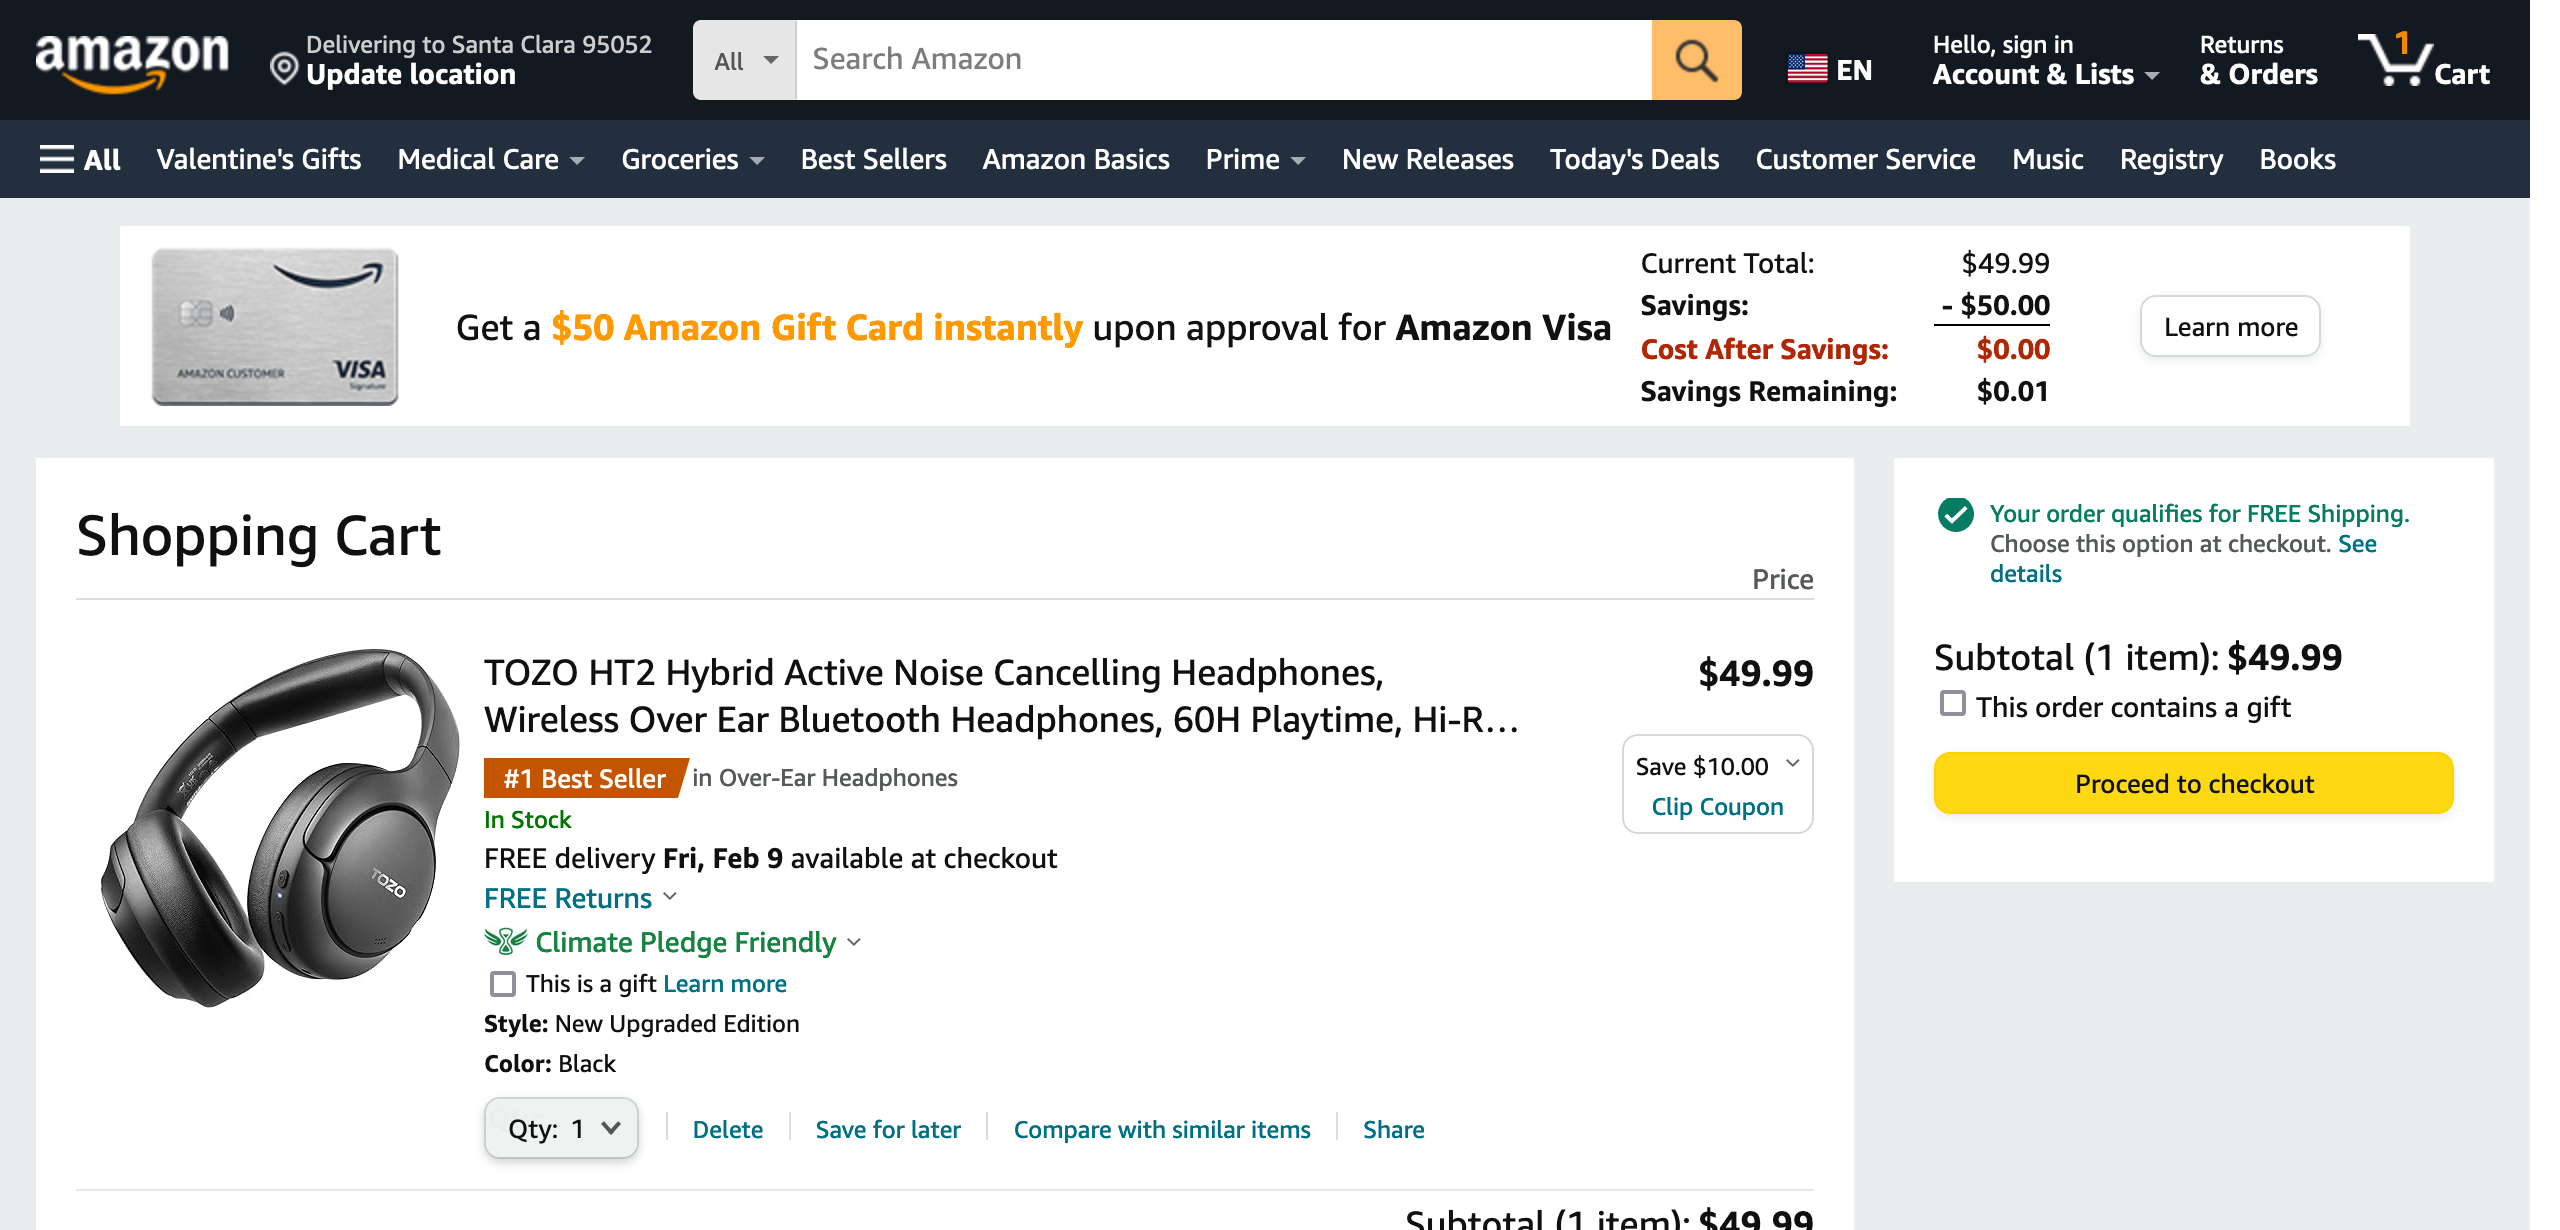 amazon
Delivering to Santa Clara 95052
Update location
All
Search Amazon
EN
Hello, sign in
Account & Lists
Returns
& Orders
1
Cart
All
Valentine's Gifts
Medical Care
Groceries
Best Sellers
Amazon Basics
Prime
New Releases
Today's Deals
Customer Service
Music
Registry
Books
AMAZON CUSTOMER
VISA
Signature
Get a $50 Amazon Gift Card instantly upon approval for Amazon Visa
Current Total: $49.99
Savings: - $50.00
Cost After Savings: $0.00
Savings Remaining: $0.01
Learn more
Shopping Cart
Price
TOZO
TOZO HT2 Hybrid Active Noise Cancelling Headphones,
Wireless Over Ear Bluetooth Headphones, 60H Playtime, Hi-R…
$49.99
Save $10.00
Clip Coupon
#1 Best Seller in Over-Ear Headphones
In Stock
FREE delivery Fri, Feb 9 available at checkout
FREE Returns
Climate Pledge Friendly
This is a gift Learn more
Style: New Upgraded Edition
Color: Black
Qty: 1
Delete
Save for later
Compare with similar items
Share
Subtotal (1 item): $49.99
Your order qualifies for FREE Shipping.
Choose this option at checkout. See
details
Subtotal (1 item): $49.99
This order contains a gift
Proceed to checkout